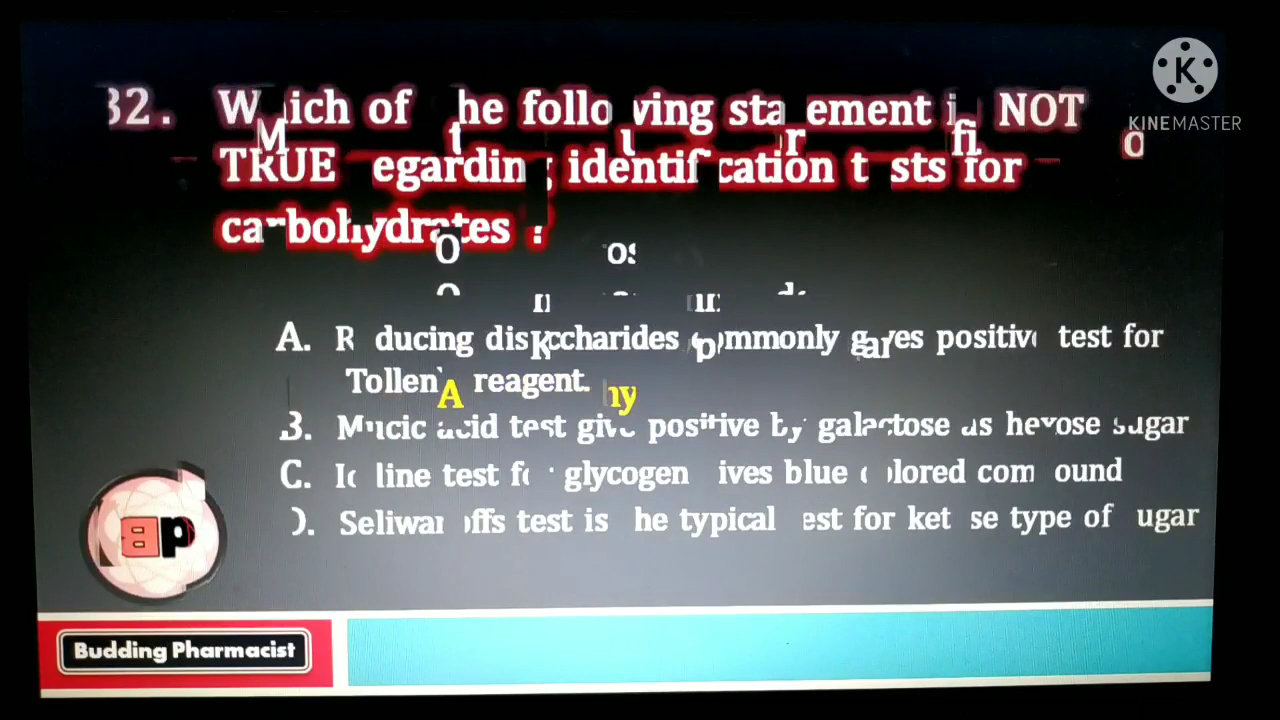 32. Which of the following statement is NOT
TRUE regarding identification tests for
carbohydrates :
A. Reducing disaccharides commonly gives positive test for
Tollen's reagent.
B. Mucic acid test give positive by galactose as hexose sugar
C. Iodine test for glycogen gives blue colored compound
D. Seliwanoffs test is the typical test for ketose type of sugar
K
KINEMASTER
Bp
Budding Pharmacist